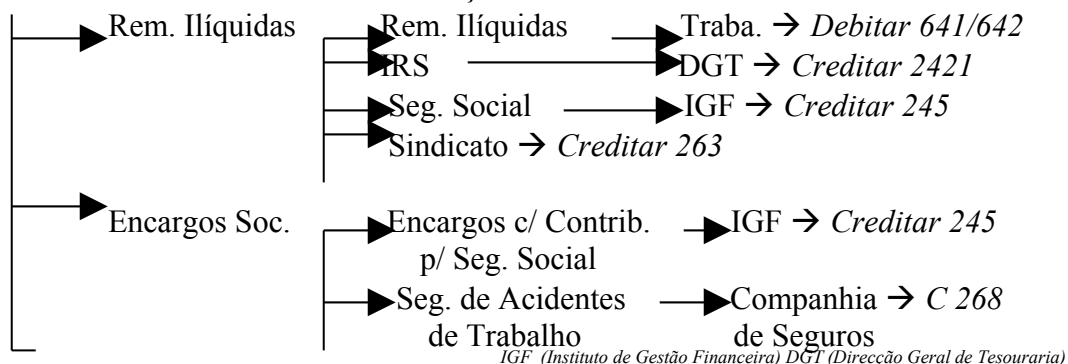 Rem. Ilíquidas Rem. Ilíquidas Traba. → Debitar 641/642
IRS DGT → Creditar 2421
Seg. Social IGF → Creditar 245
Sindicato → Creditar 263
Encargos Soc. Encargos c/ Contrib. IGF → Creditar 245
p/ Seg. Social
Seg. de Acidentes Companhia → C 268
de Trabalho de Seguros
IGF (Instituto de Gestão Financeira) DGT (Direcção Geral de Tesouraria)